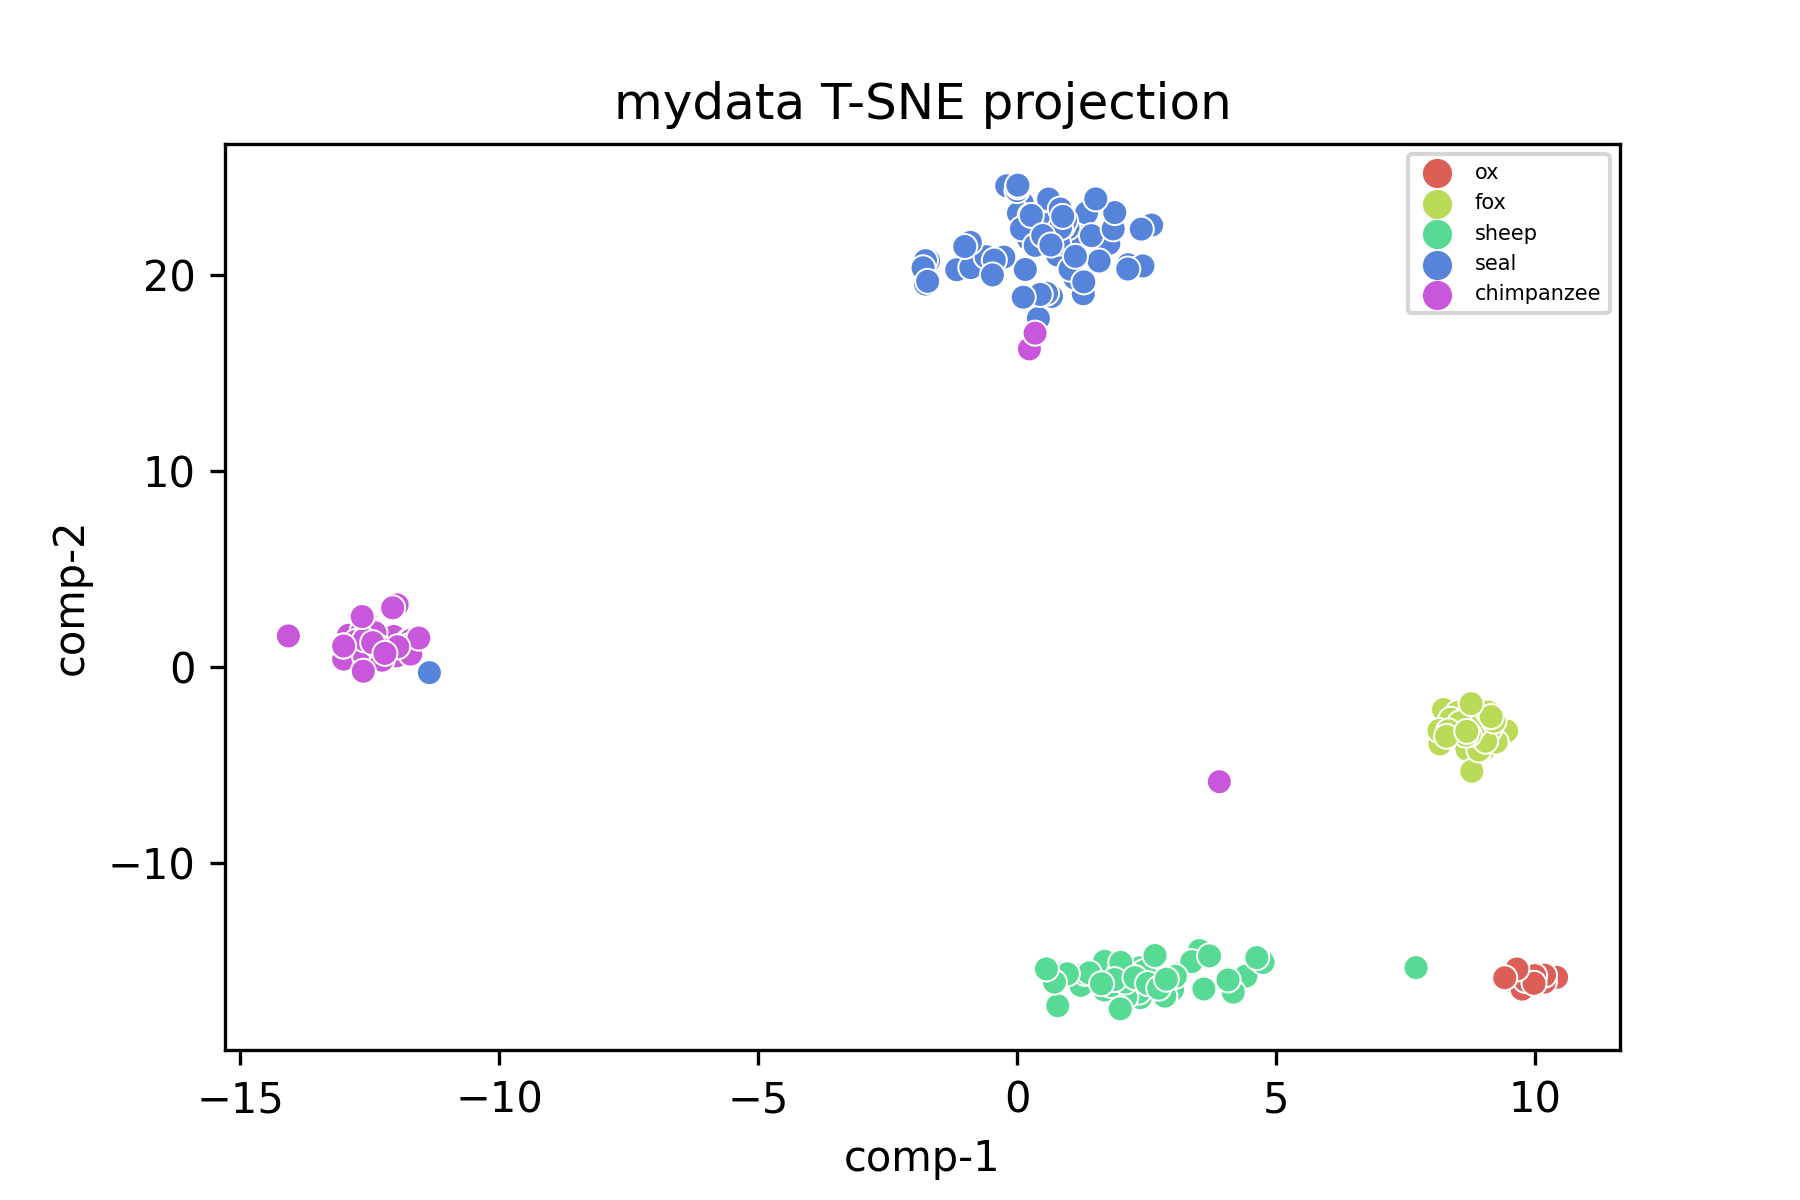 mydata T-SNE projection
ox
fox
sheep
seal
chimpanzee
20
10
0
−10
comp-2
−15 −10 −5 0 5 10
comp-1